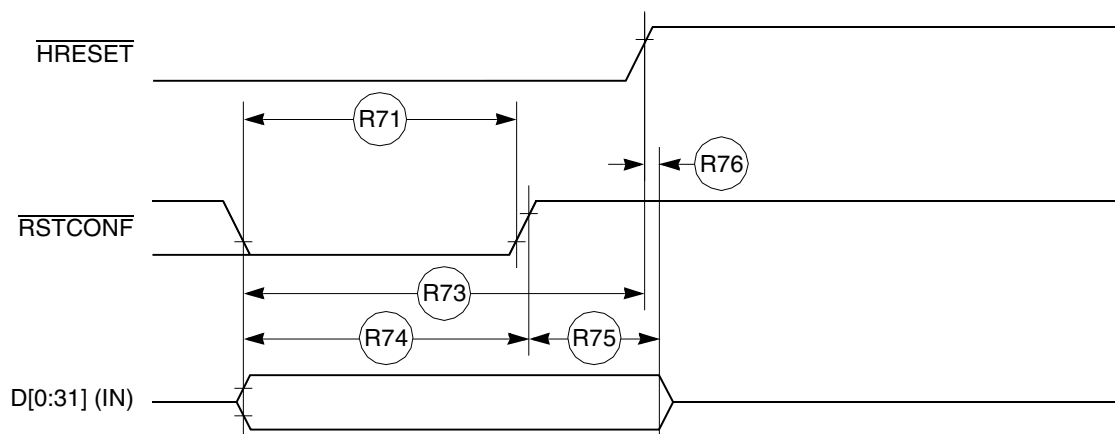 HRESET
R71
R76
RSTCONF
R73
R74
R75
D[0:31] (IN)